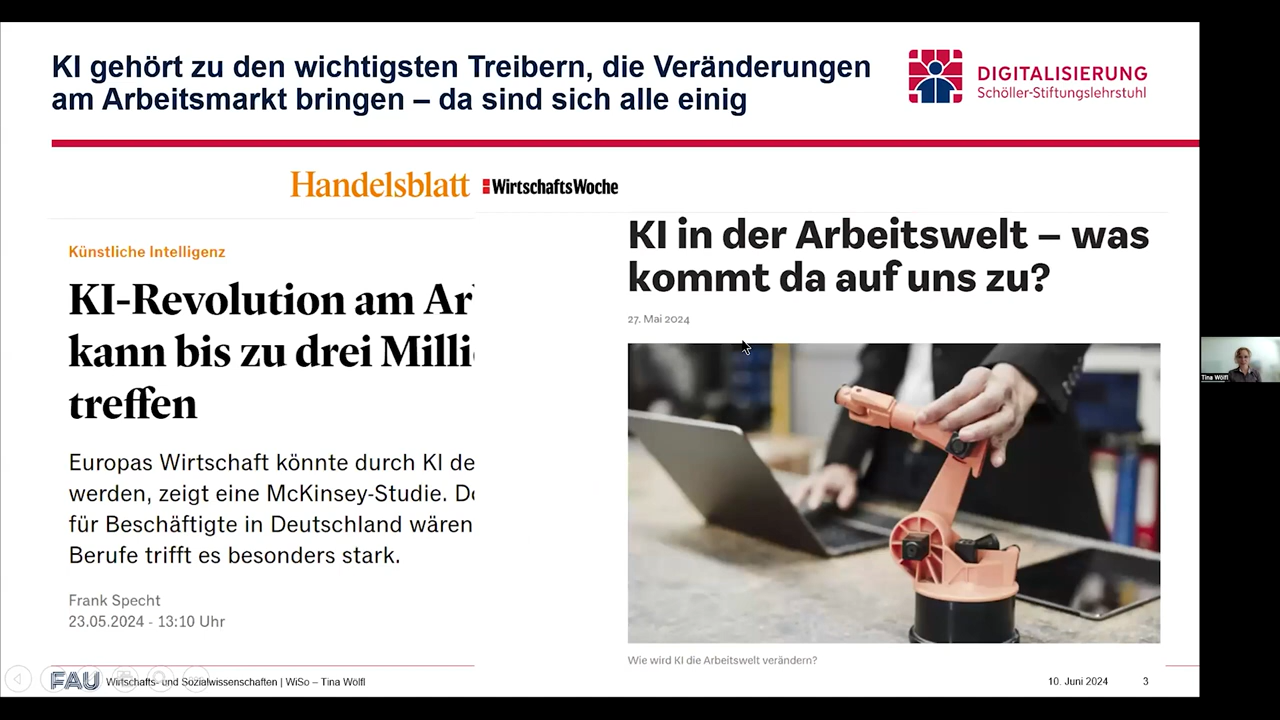 KI gehört zu den wichtigsten Treibern, die Veränderungen
am Arbeitsmarkt bringen – da sind sich alle einig
DIGITALISIERUNG
Schöller-Stiftungslehrstuhl
Handelsblatt
Künstliche Intelligenz
KI-Revolution am Ar
kann bis zu drei Milli
treffen
Europas Wirtschaft könnte durch KI de
werden, zeigt eine McKinsey-Studie. Do
für Beschäftigte in Deutschland wären
Berufe trifft es besonders stark.
Frank Specht
23.05.2024 - 13:10 Uhr
WirtschaftsWoche
KI in der Arbeitswelt – was
kommt da auf uns zu?
27. Mai 2024
Wie wird KI die Arbeitswelt verändern?
Tina Wölfl
FAU Wirtschafts- und Sozialwissenschaften | WiSo – Tina Wölfl
10. Juni 2024 3